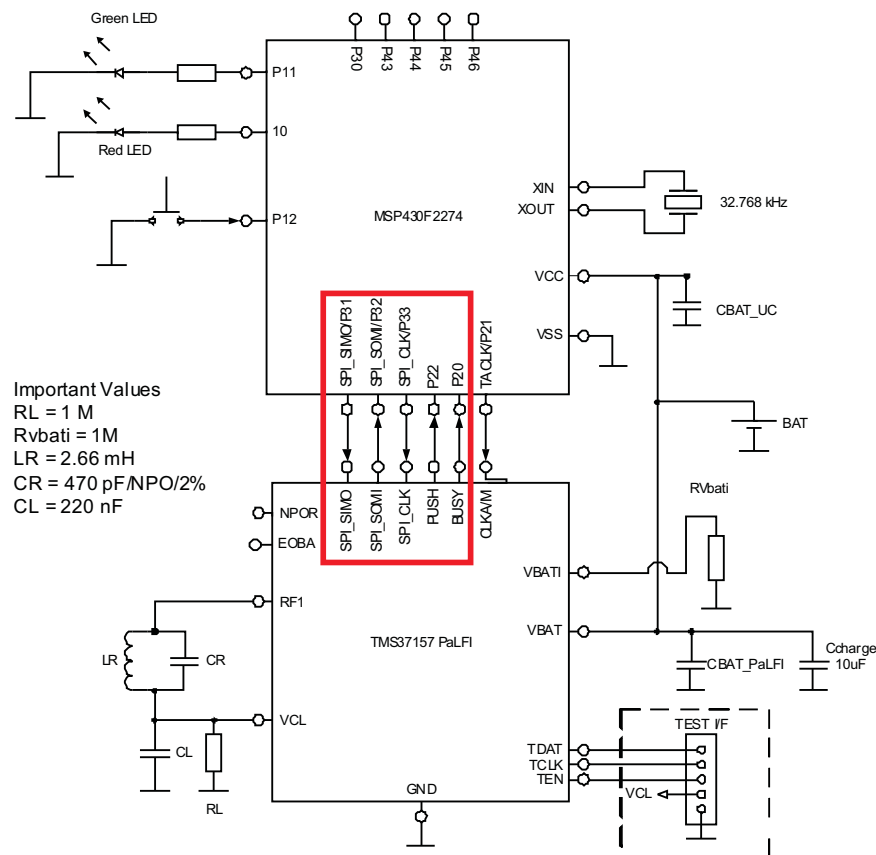 Green LED
P30
P43
P44
P45
P46
P11
10
Red LED
P12
MSP430F2274
XIN
XOUT
32.768 kHz
VCC
CBAT_UC
VSS
SPI_SIMO/P31
SPI_SOMI/P32
SPI_CLK/P33
P22
P20
TACLK/P21
Important Values
RL = 1 M
Rvbati = 1M
LR = 2.66 mH
CR = 470 pF/NPO/2%
CL = 220 nF
BAT
SPI_SIMO
SPI_SOMI
SPI_CLK
PUSH
BUSY
CLKA/M
NPOR
EOBA
RVbati
VBATI
RF1
TMS37157 PaLFI
VBAT
LR
CR
CBAT_PaLFI
Ccharge
10uF
VCL
CL
RL
TEST I/F
TDAT
TCLK
TEN
VCL
GND